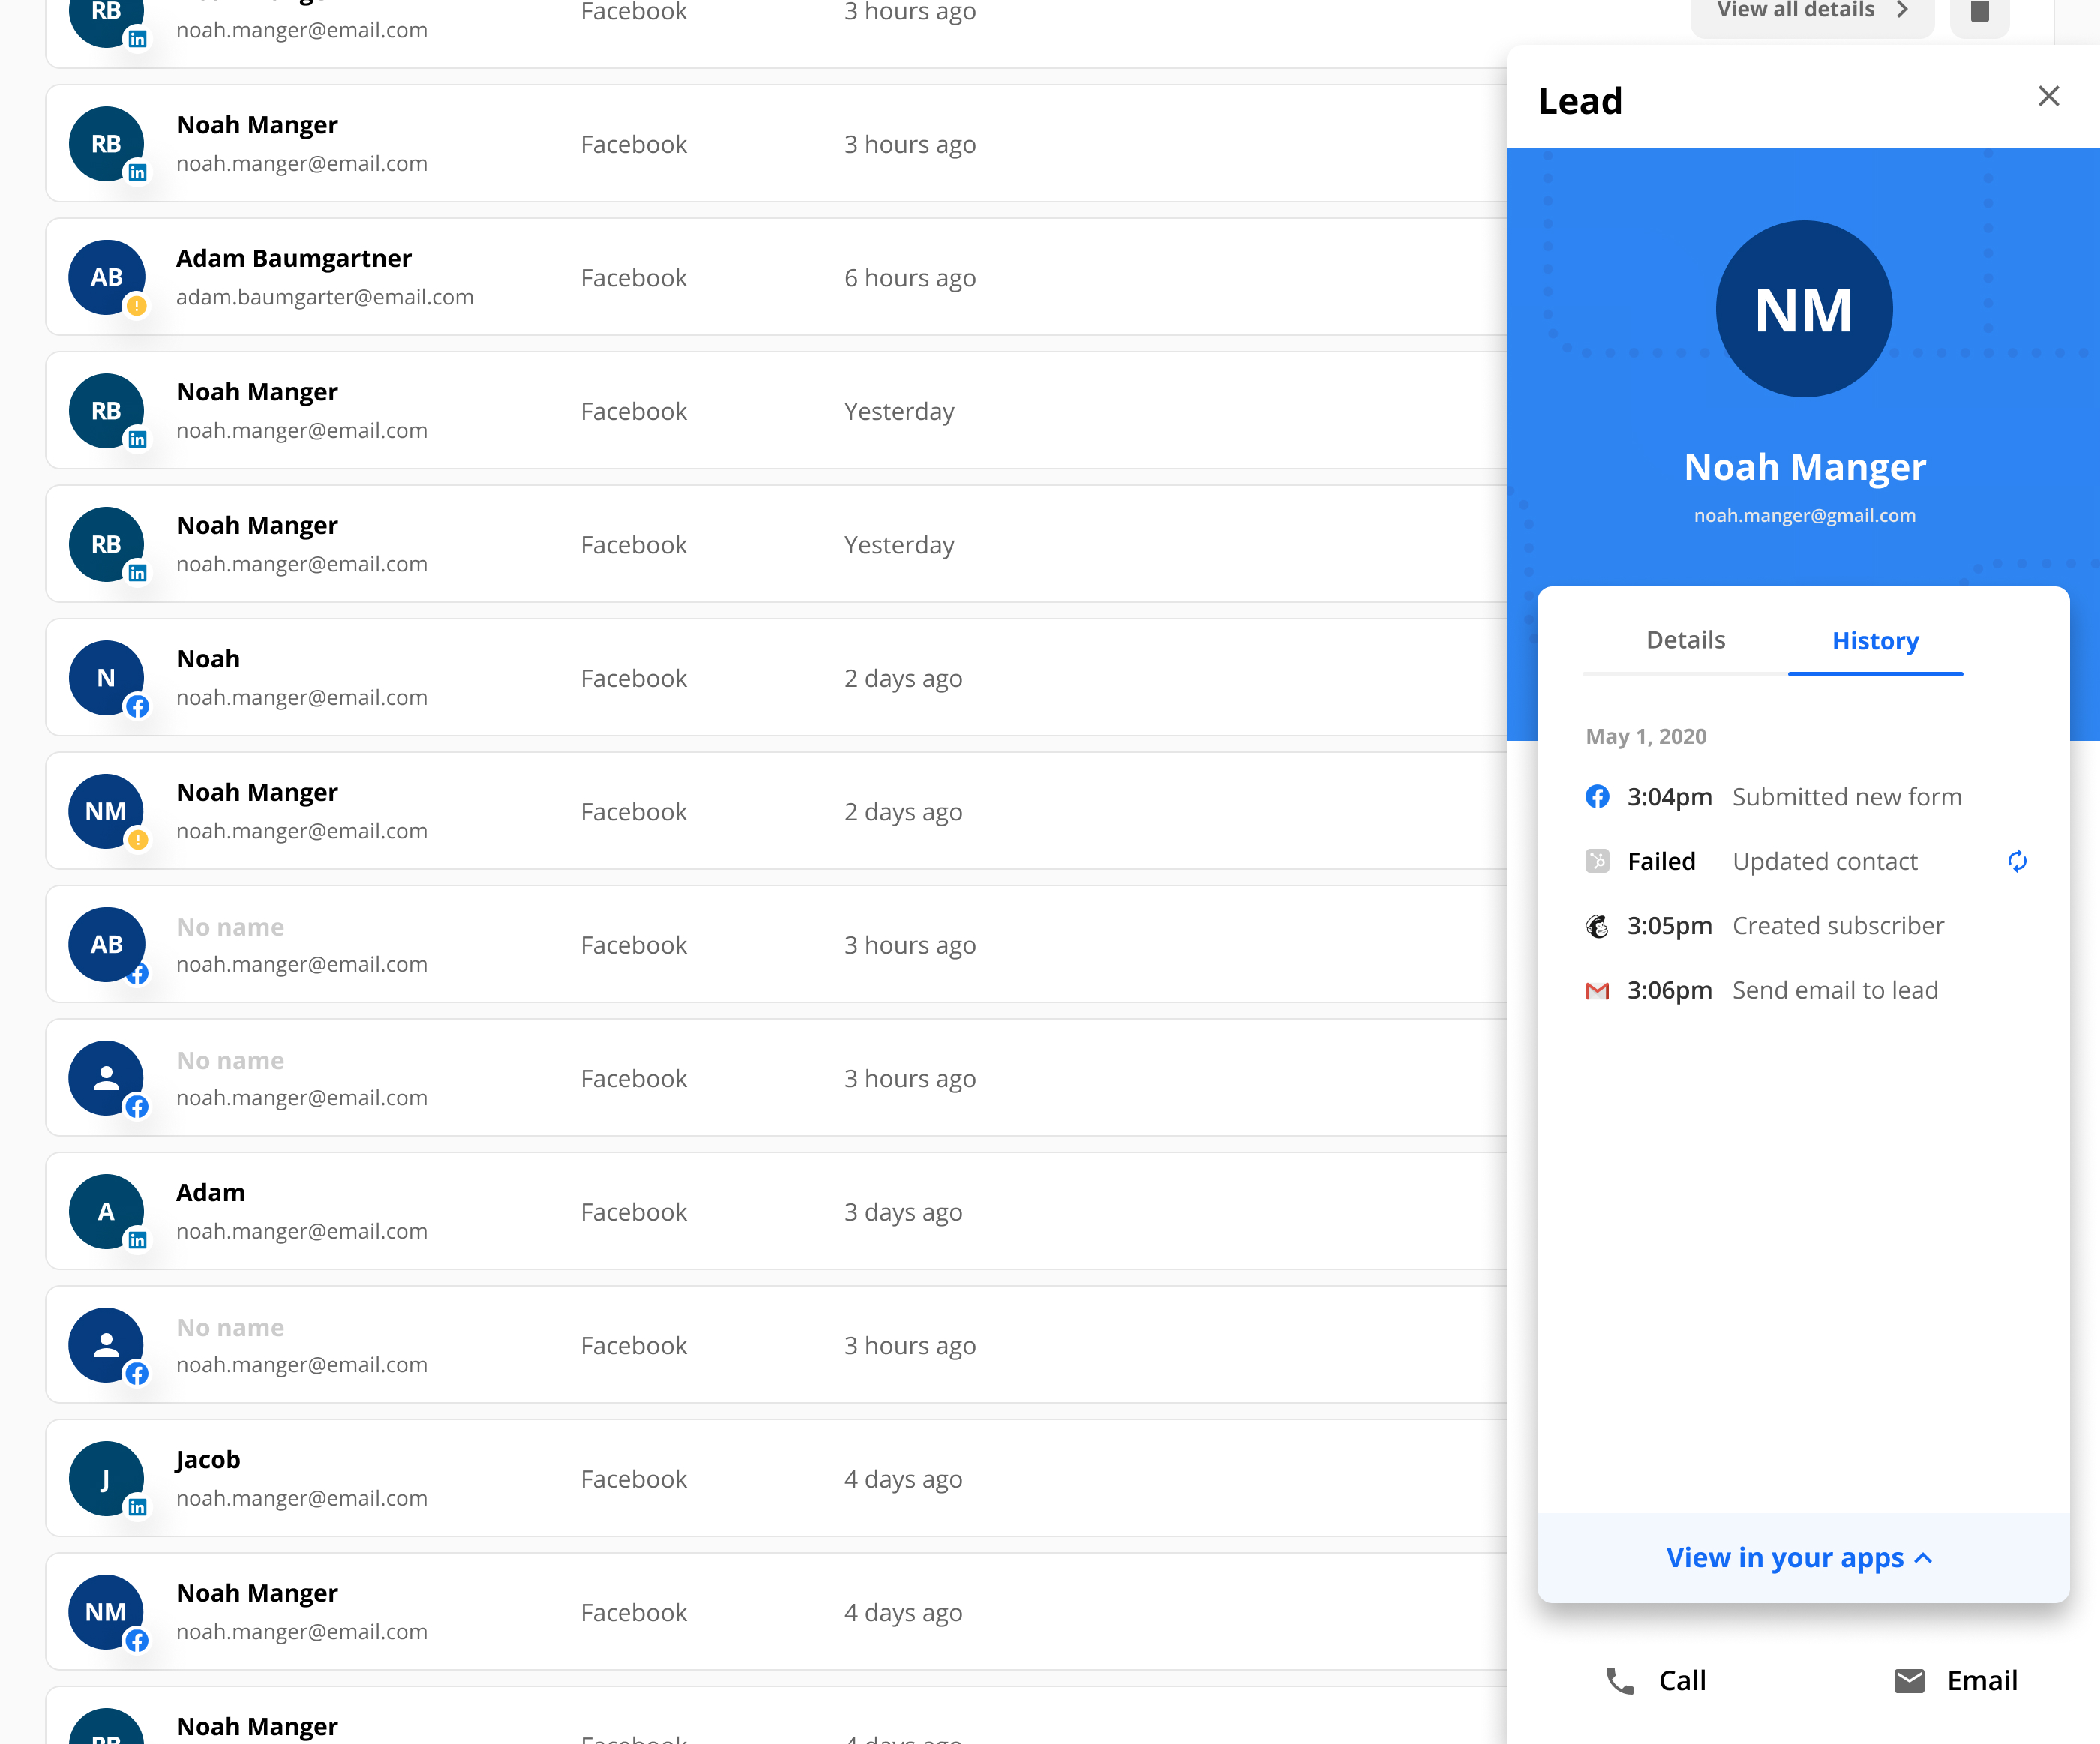 RB
noah.manger@email.com
Facebook
3 hours ago
View all details
RB
Noah Manger
noah.manger@email.com
Facebook
3 hours ago
AB
Adam Baumgartner
adam.baumgarter@email.com
Facebook
6 hours ago
RB
Noah Manger
noah.manger@email.com
Facebook
Yesterday
RB
Noah Manger
noah.manger@email.com
Facebook
Yesterday
N
Noah
noah.manger@email.com
Facebook
2 days ago
NM
Noah Manger
noah.manger@email.com
Facebook
2 days ago
AB
No name
noah.manger@email.com
Facebook
3 hours ago
No name
noah.manger@email.com
Facebook
3 hours ago
A
Adam
noah.manger@email.com
Facebook
3 days ago
No name
noah.manger@email.com
Facebook
3 hours ago
J
Jacob
noah.manger@email.com
Facebook
4 days ago
NM
Noah Manger
noah.manger@email.com
Facebook
4 days ago
RB
Noah Manger
Facebook
4 days ago
Lead
NM
Noah Manger
noah.manger@gmail.com
Details
History
May 1, 2020
3:04pm Submitted new form
Failed Updated contact
3:05pm Created subscriber
3:06pm Send email to lead
View in your apps
Call
Email